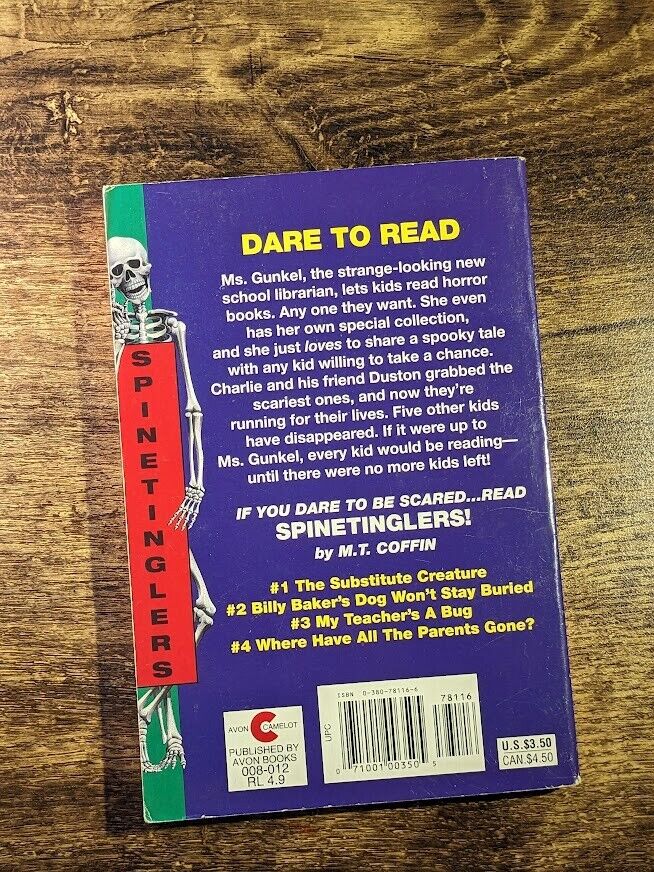 DARE TO READ
Ms. Gunkel, the strange-looking new
school librarian, lets kids read horror
books. Any one they want. She even
has her own special collection,
and she just loves to share a spooky tale
with any kid willing to take a chance.
Charlie and his friend Duston grabbed the
scariest ones, and now they're
running for their lives. Five other kids
have disappeared. If it were up to
Ms. Gunkel, every kid would be reading—
until there were no more kids left!
IF YOU DARE TO BE SCARED...READ
SPINETINGLERS!
by M.T. COFFIN
#1 The Substitute Creature
#2 Billy Baker's Dog Won't Stay Buried
#3 My Teacher's A Bug
#4 Where Have All The Parents Gone?
SPINETINGLERS
AVON CAMELOT
PUBLISHED BY
AVON BOOKS
008-012
RL 4.9
UPC
ISBN 0-380-78116-6
78116
0 71001 00350 5
U.S.$3.50
CAN.$4.50